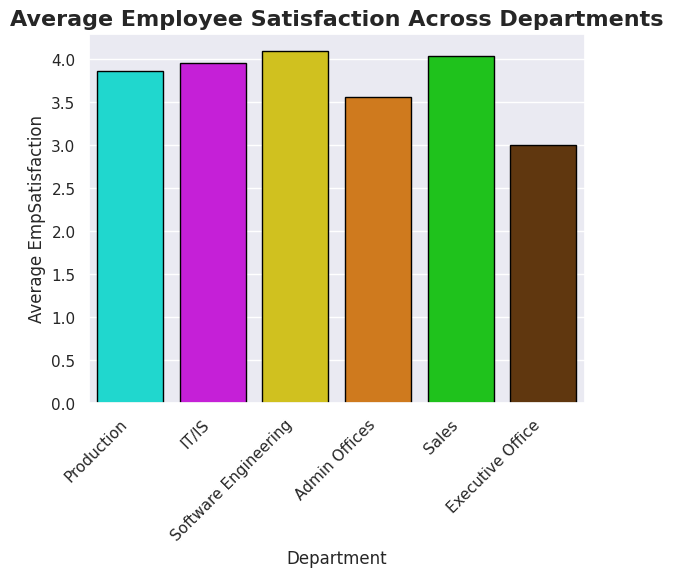 Average Employee Satisfaction Across Departments
Average EmpSatisfaction
4.0
3.5
3.0
2.5
2.0
1.5
1.0
0.5
0.0
Production
IT/IS
Software Engineering
Admin Offices
Sales
Executive Office
Department